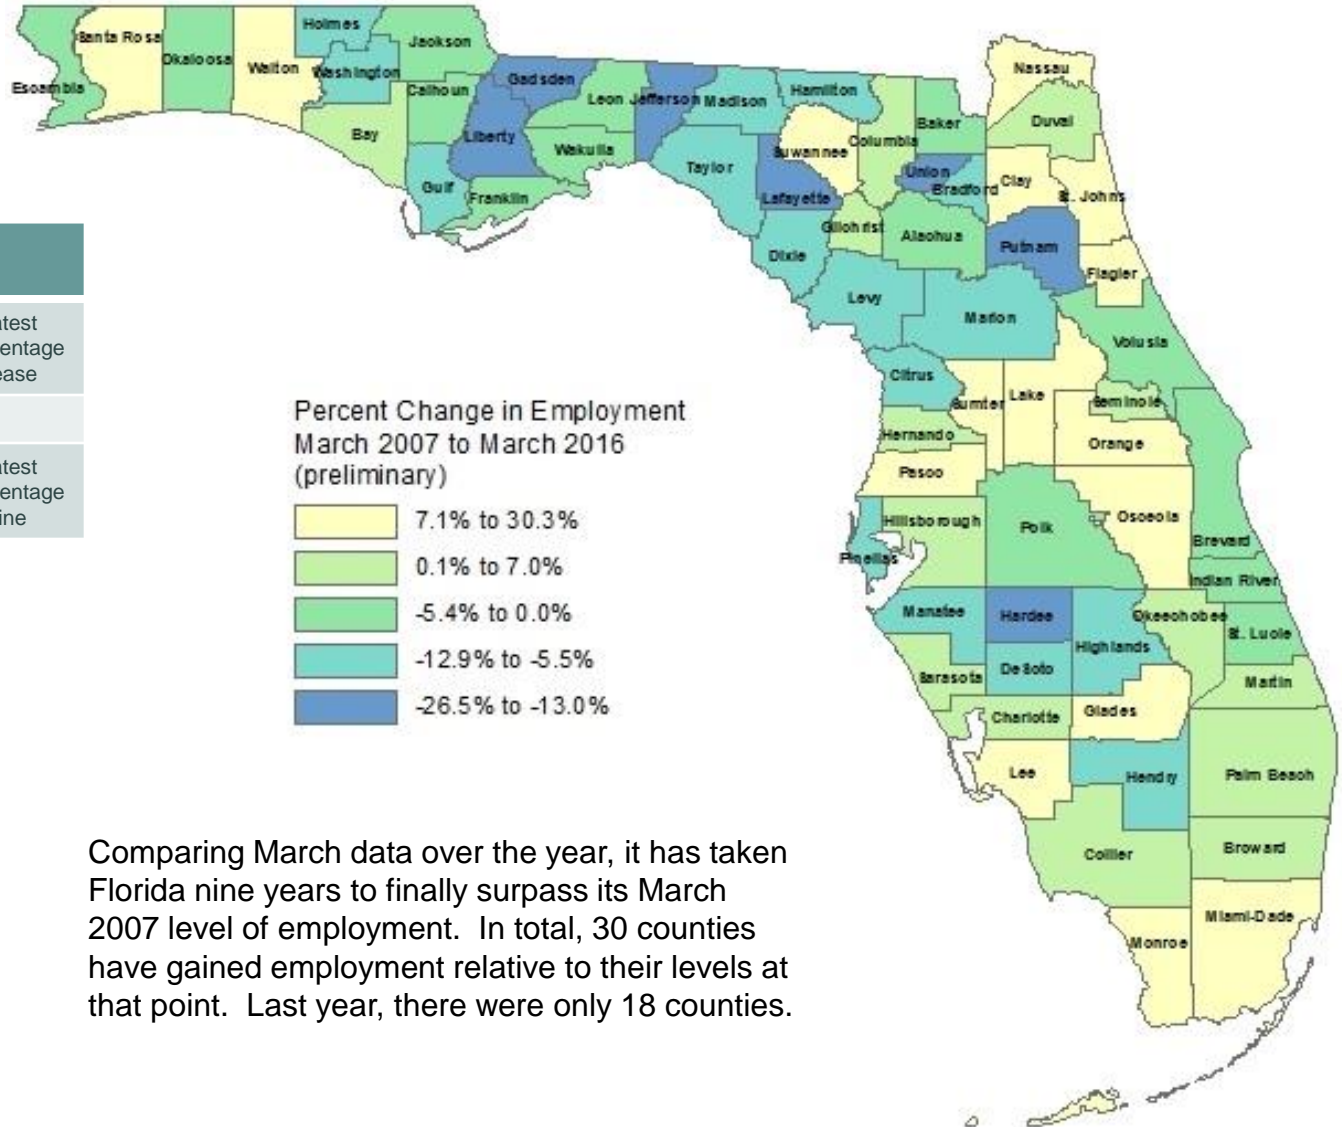 Holmes
Santa Rosa
Okaloosa
Walton
Washington
Jackson
Escambia
Calhoun
Gadsden
Leon
Jefferson
Madison
Hamilton
Nassau
Bay
Liberty
Wakulla
Taylor
Suwannee
Columbia
Baker
Duval
Gulf
Franklin
Lafayette
Union
Bradford
Clay
St. Johns
Dixie
Gilchrist
Alachua
Putnam
Flagler
Levy
Marion
Volusia
Citrus
Sumter
Lake
Seminole
Hernando
Orange
Pasco
Hillsborough
Polk
Osceola
Brevard
Pinellas
Indian River
Manatee
Hardee
Okeechobee
Highlands
St. Lucie
Sarasota
DeSoto
Martin
Charlotte
Glades
Lee
Hendry
Palm Beach
Collier
Broward
Miami-Dade
Monroe
ease
Percent Change in Employment
March 2007 to March 2016
(preliminary)
7.1% to 30.3%
0.1% to 7.0%
-5.4% to 0.0%
-12.9% to -5.5%
-26.5% to -13.0%
Comparing March data over the year, it has taken
Florida nine years to finally surpass its March
2007 level of employment.  In total, 30 counties
have gained employment relative to their levels at
that point.  Last year, there were only 18 counties.